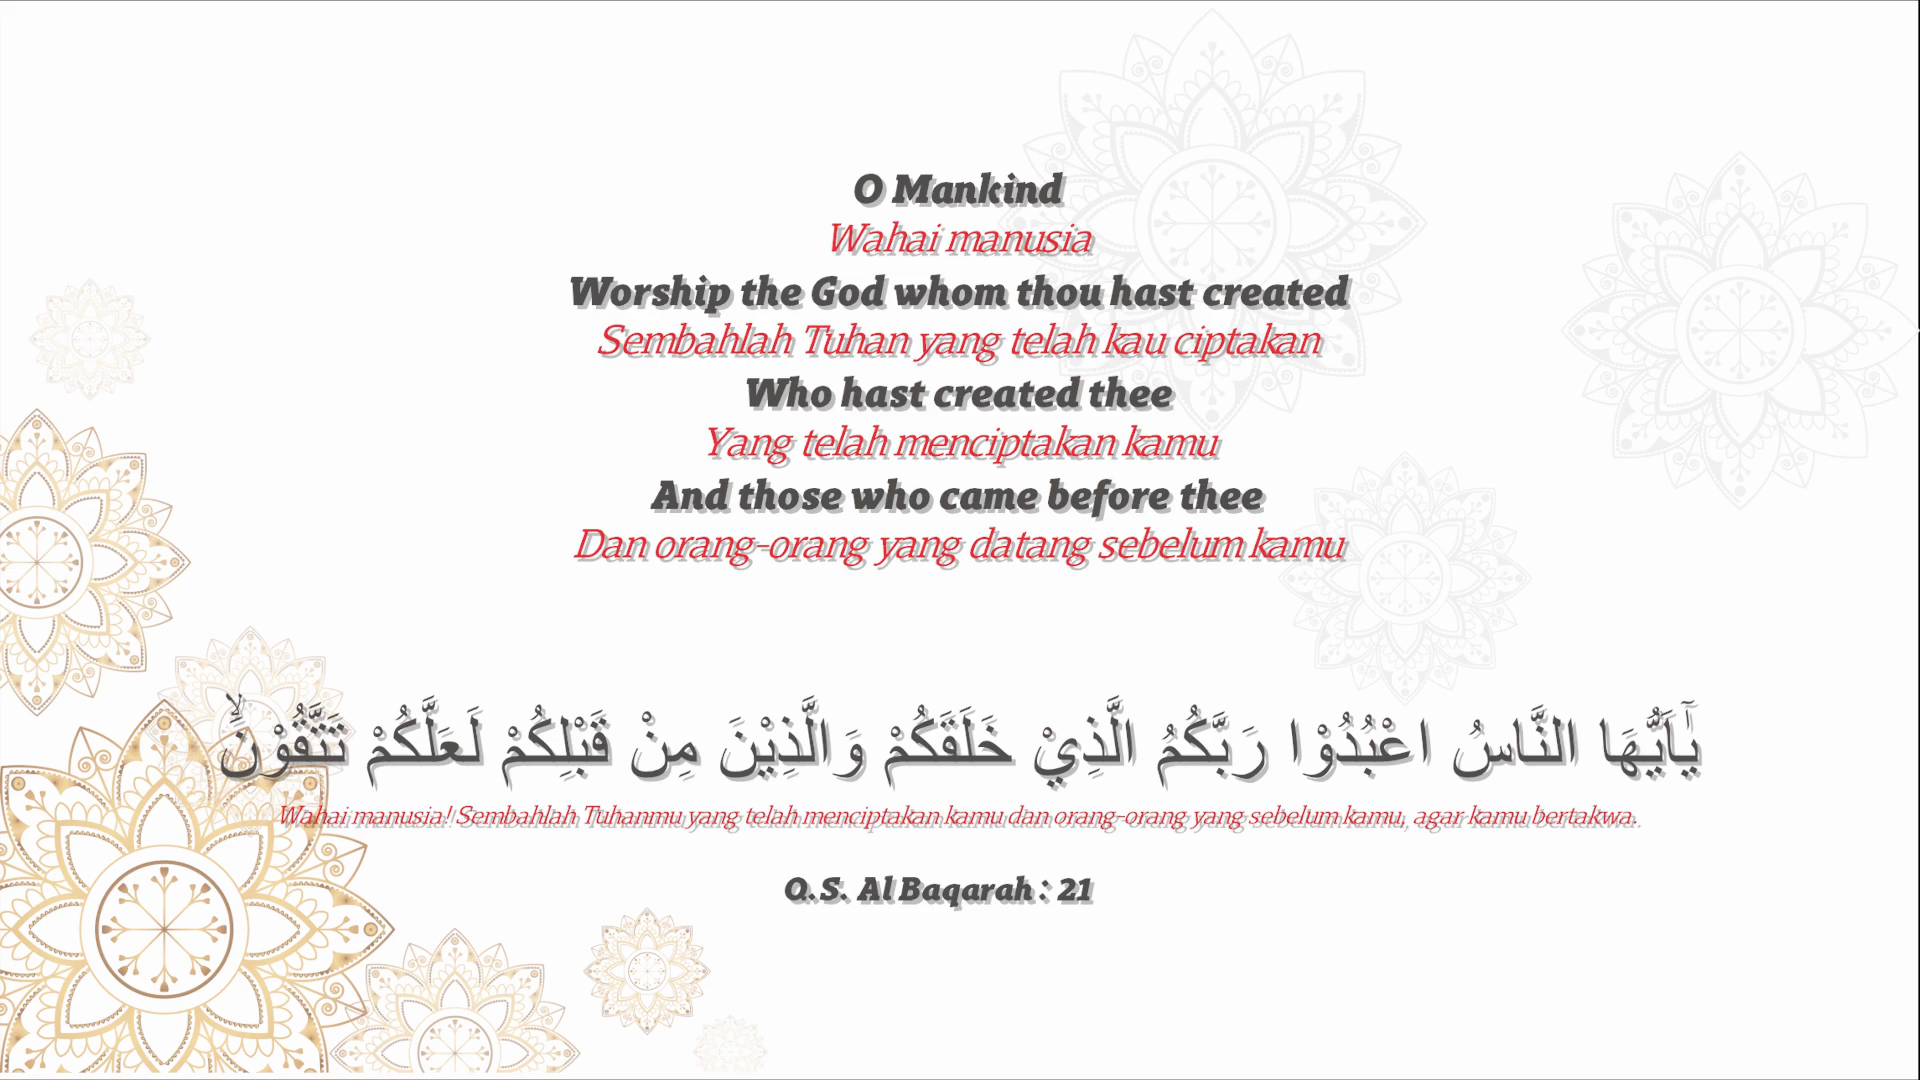 O Mankind
Wahai manusia
Worship the God whom thou hast created
Sembahlah Tuhan yang telah kau ciptakan
Who hast created thee
Yang telah menciptakan kamu
And those who came before thee
Dan orang-orang yang datang sebelum kamu
يٰٓاَيُّهَا النَّاسُ اعْبُدُوْا رَبَّكُمُ الَّذِيْ خَلَقَكُمْ وَالَّذِيْنَ مِنْ قَبْلِكُمْ لَعَلَّكُمْ تَتَّقُوْنَۙ
Wahai manusia! Sembahlah Tuhanmu yang telah menciptakan kamu dan orang-orang yang sebelum kamu, agar kamu bertakwa.
Q.S. Al Baqarah : 21